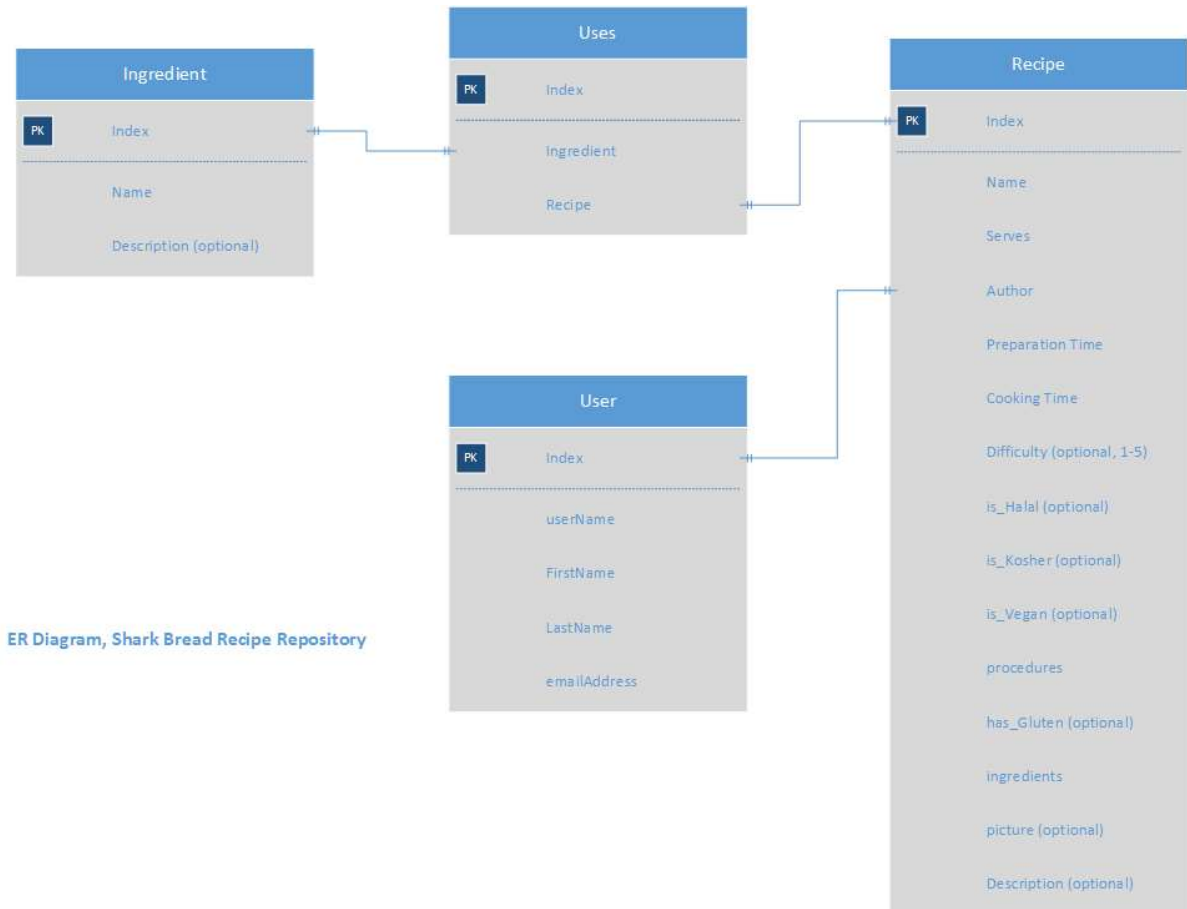 Ingredient
PK
Index
Name
Description (optional)
Uses
PK
Index
Ingredient
Recipe
Recipe
PK
Index
Name
Serves
Author
Preparation Time
Cooking Time
Difficulty (optional, 1-5)
is_Halal (optional)
is_Kosher (optional)
is_Vegan (optional)
procedures
has_Gluten (optional)
ingredients
picture (optional)
Description (optional)
User
PK
Index
userName
FirstName
LastName
emailAddress
ER Diagram, Shark Bread Recipe Repository